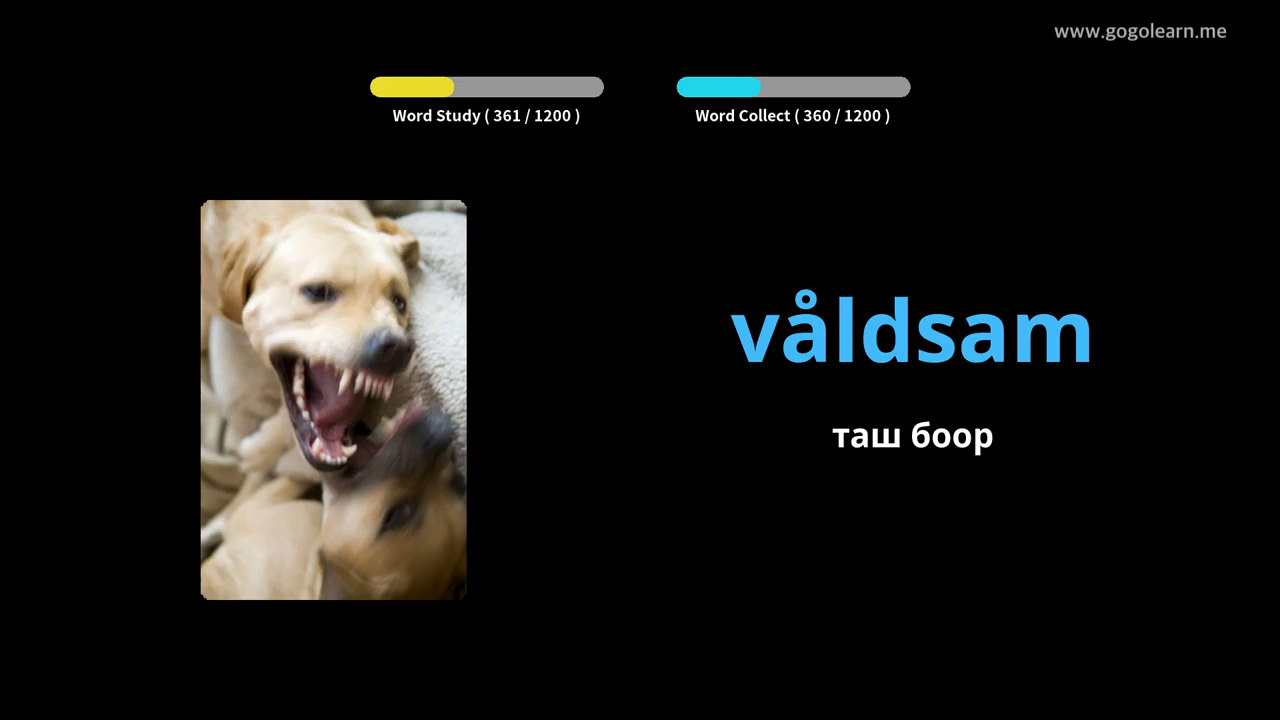 www.gogolearn.me
Word Study ( 361 / 1200 )
Word Collect ( 360 / 1200 )
våldsam
таш боор